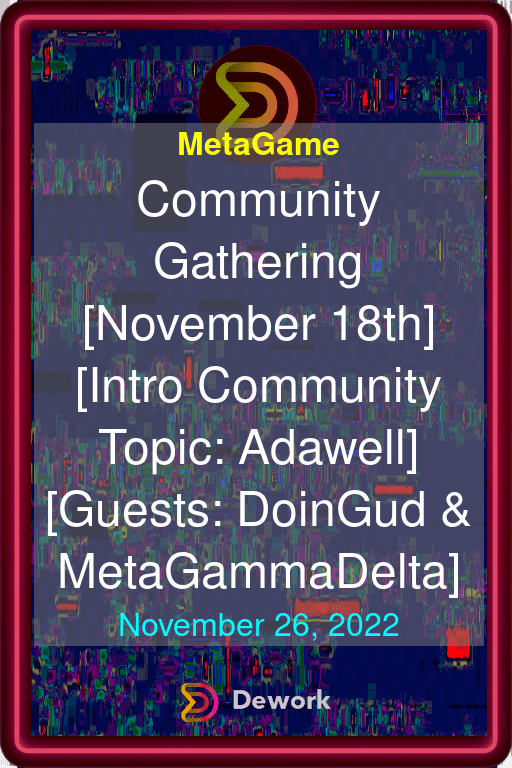 MetaGame
Community
Gathering
[November 18th]
[Intro Community
Topic: Adawell]
[Guests: DoinGud &
MetaGammaDelta]
November 26, 2022
Dework